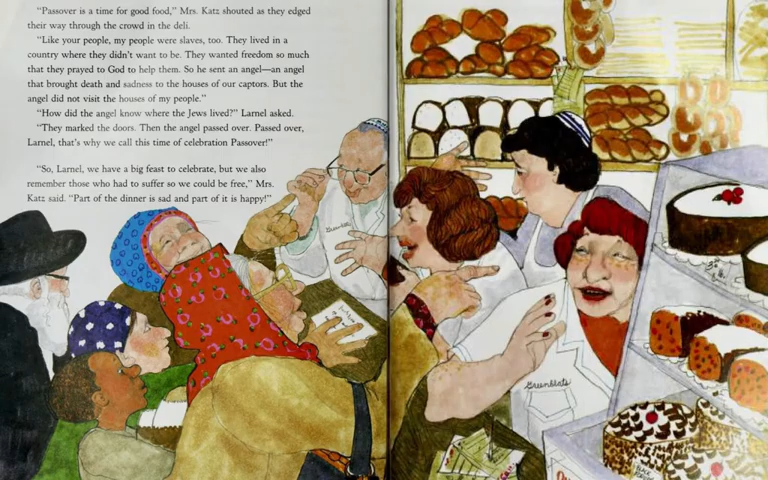 “Passover is a time for good food,” Mrs. Katz shouted as they edged
their way through the crowd in the deli.
“Like your people, my people were slaves, too. They lived in a
country where they didn’t want to be. They wanted freedom so much
that they prayed to God to help them. So he sent an angel—an angel
that brought death and sadness to the houses of our captors. But the
angel did not visit the houses of my people.”
“How did the angel know where the Jews lived?” Larnel asked.
“They marked the doors. Then the angel passed over. Passed over,
Larnel, that’s why we call this time of celebration Passover!”
“So, Larnel, we have a big feast to celebrate, but we also
remember those who had to suffer so we could be free,” Mrs.
Katz said. “Part of the dinner is sad and part of it is happy!”
Greenblats